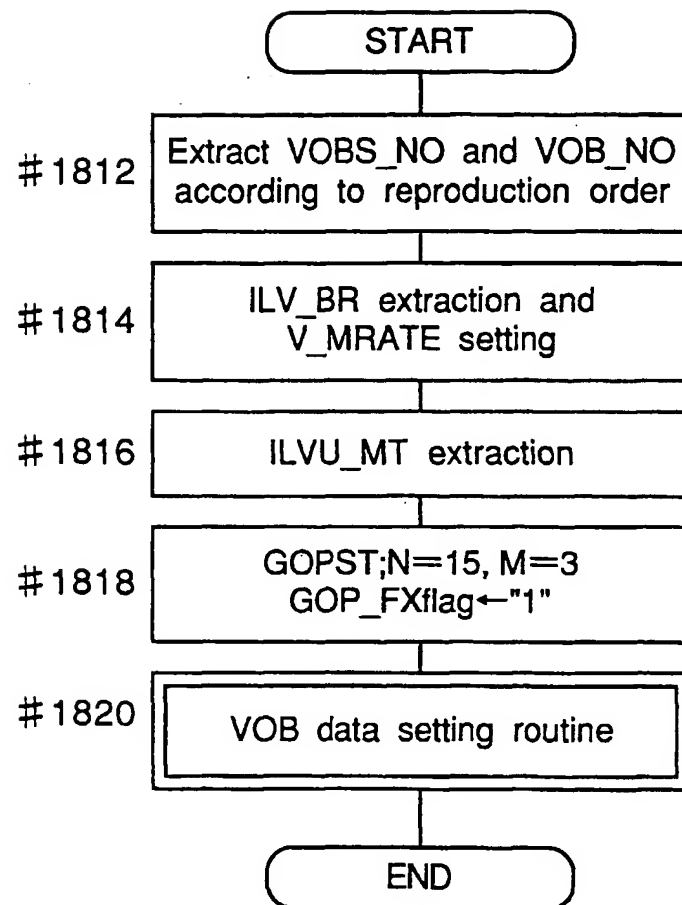 START
#1812
Extract VOBS_NO and VOB_NO
according to reproduction order
#1814
ILV_BR extraction and
V_MRATE setting
#1816
ILVU_MT extraction
#1818
GOPST;N=15, M=3
GOP_FXflag←"1"
#1820
VOB data setting routine
END